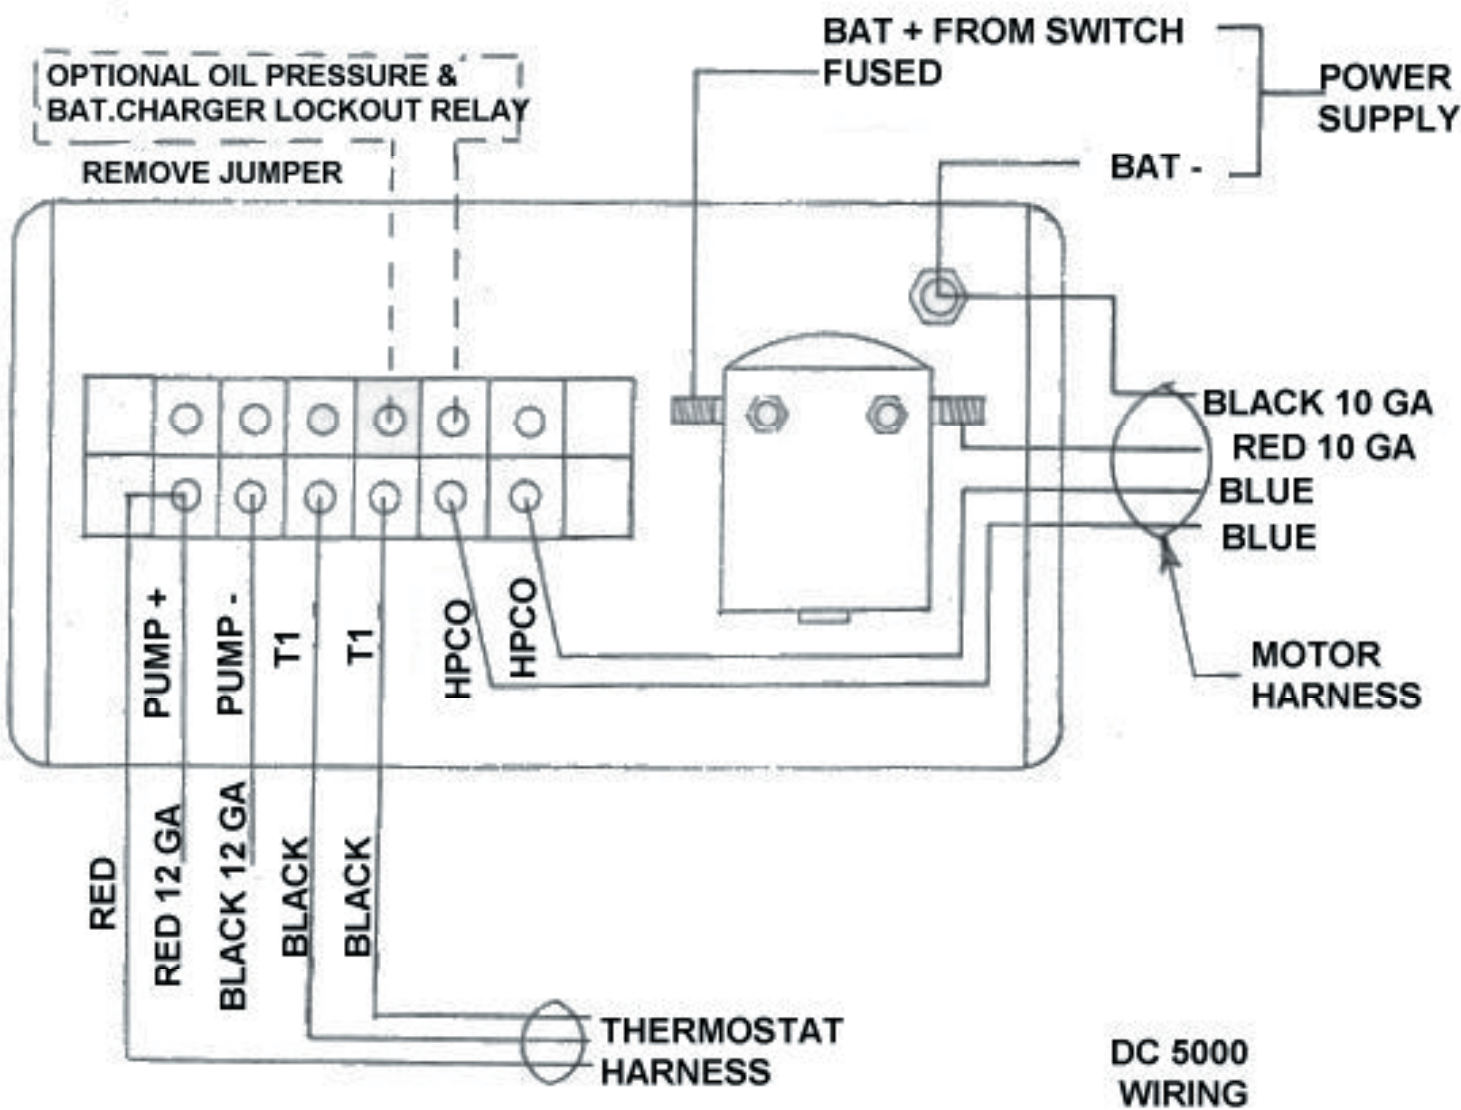 BAT + FROM SWITCH
FUSED
POWER
SUPPLY
BAT -
OPTIONAL OIL PRESSURE &
BAT.CHARGER LOCKOUT RELAY
REMOVE JUMPER
BLACK 10 GA
RED 10 GA
BLUE
BLUE
MOTOR
HARNESS
PUMP +
PUMP -
T1
T1
HPCO
HPCO
RED
RED 12 GA
BLACK 12 GA
BLACK
BLACK
THERMOSTAT
HARNESS
DC 5000
WIRING